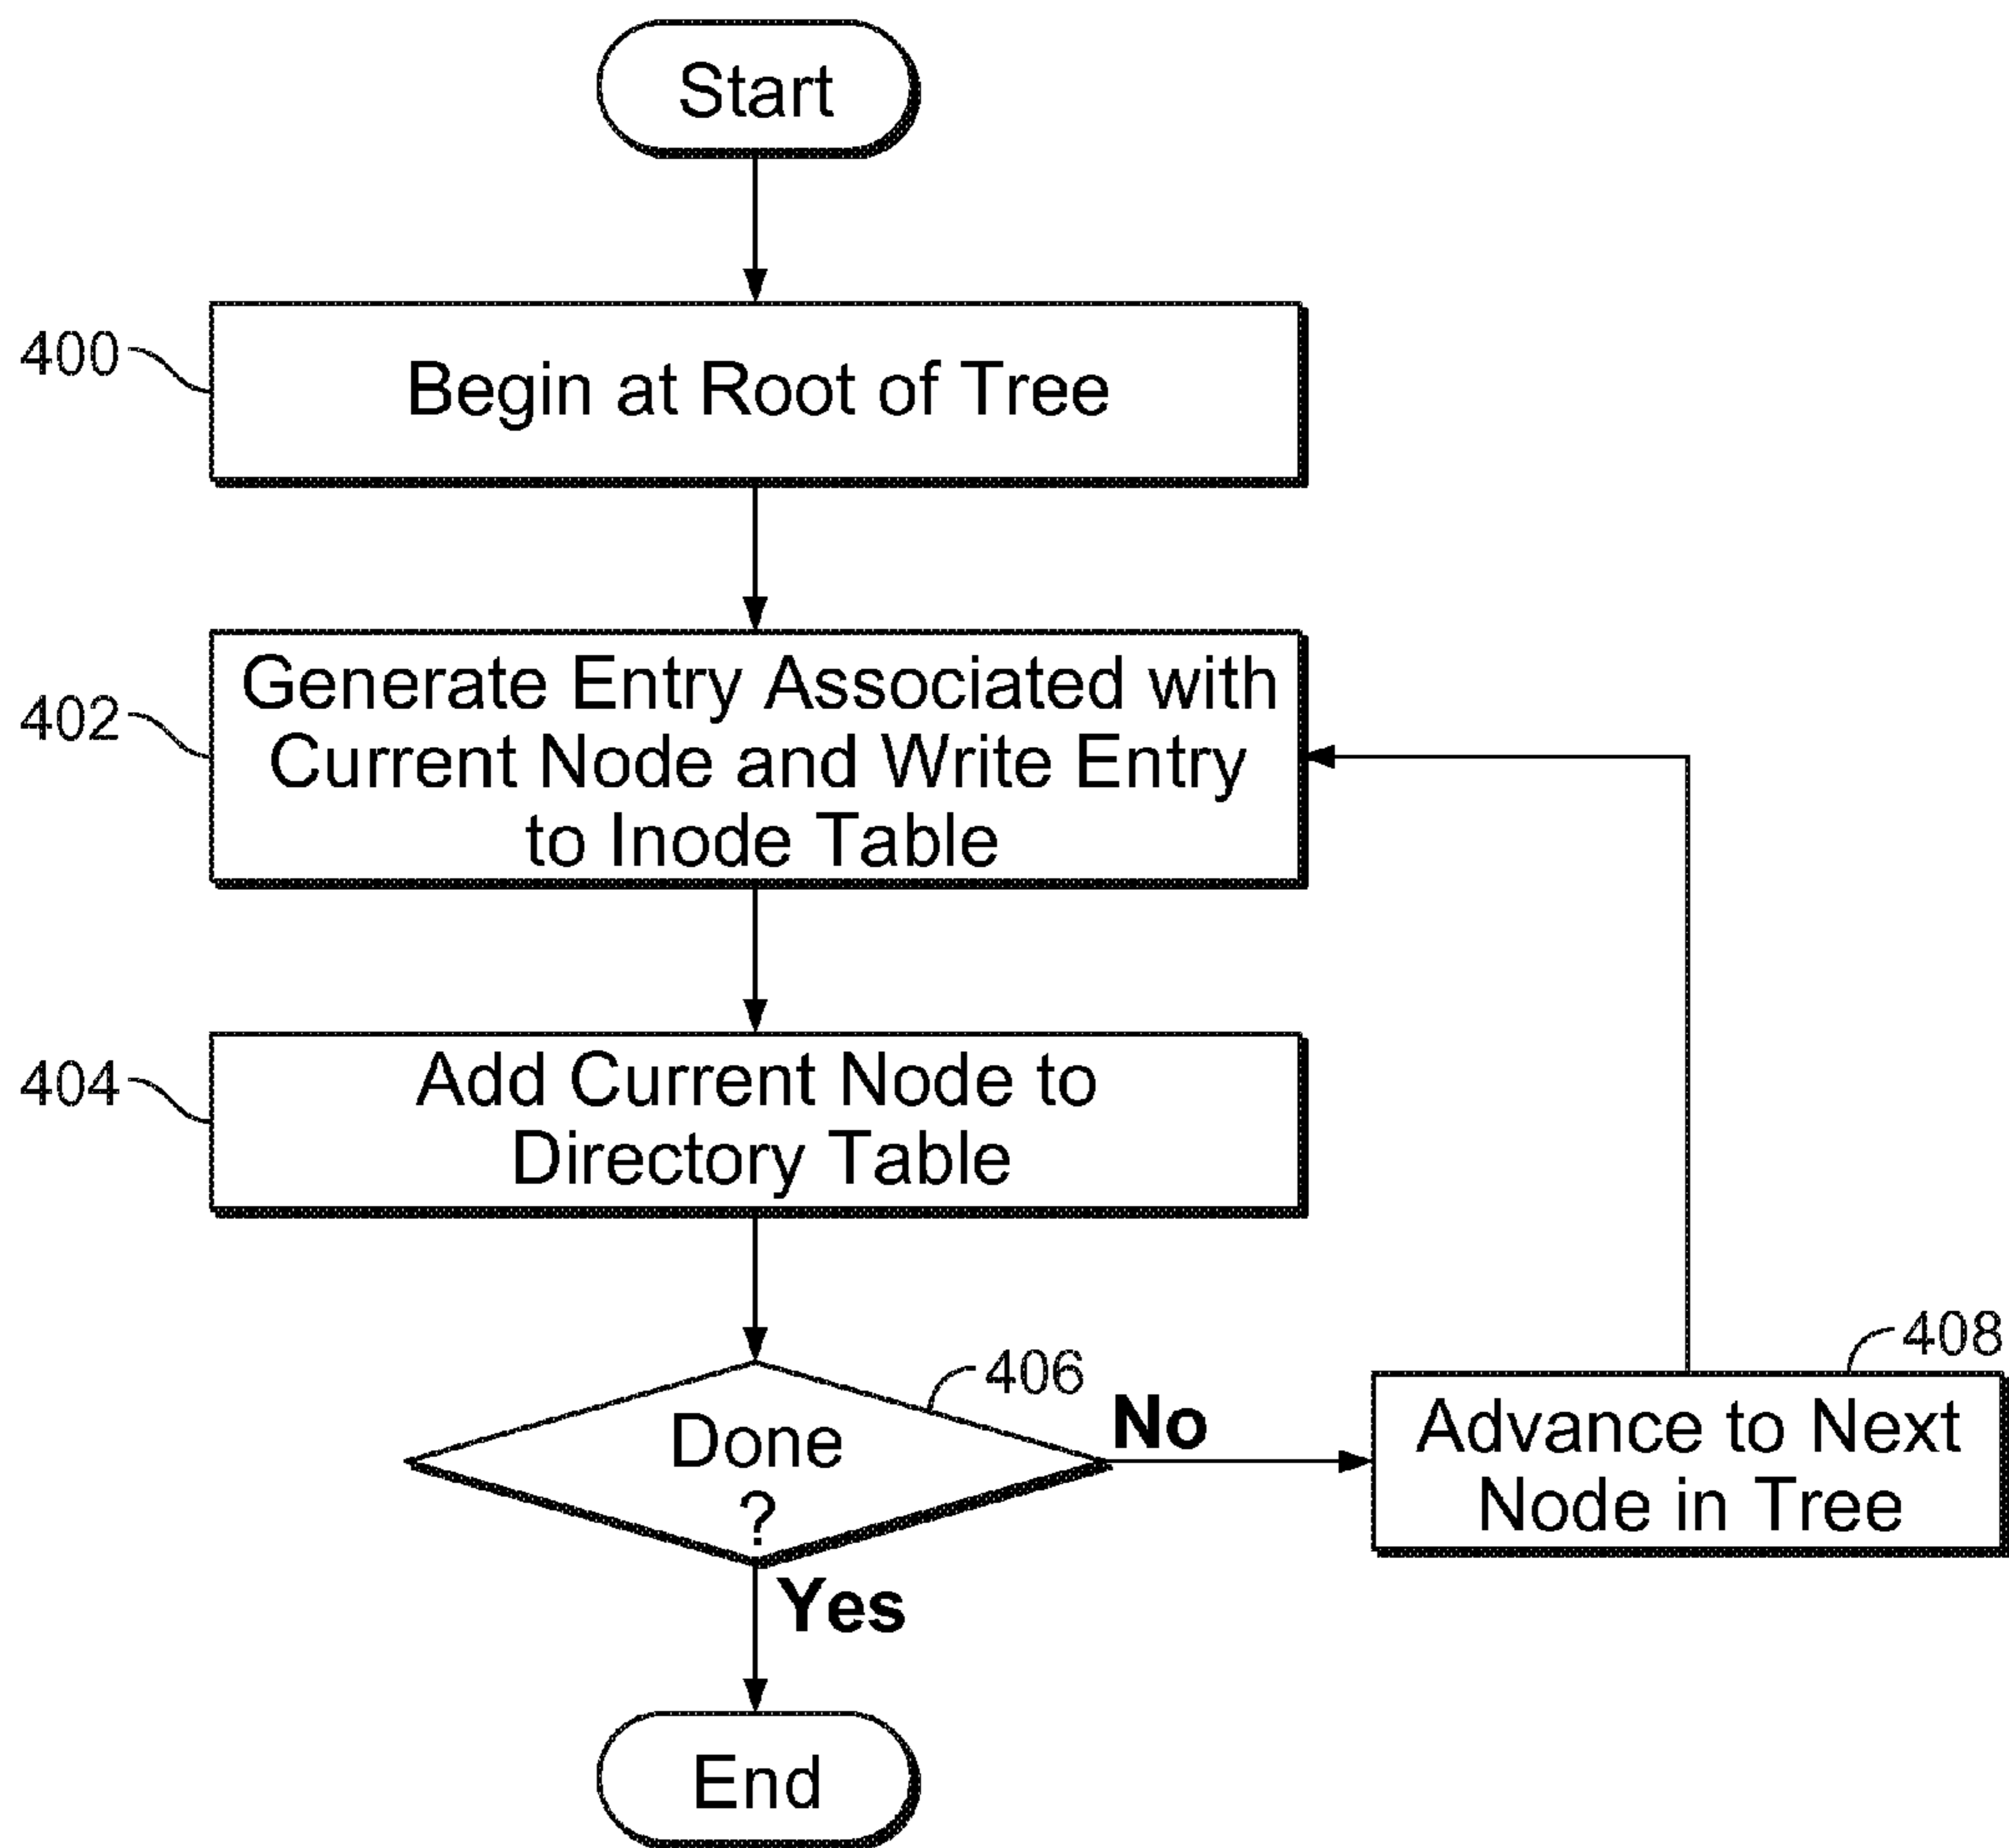 Start
400
Begin at Root of Tree
402
Generate Entry Associated with
Current Node and Write Entry
to Inode Table
404
Add Current Node to
Directory Table
406
Done
?
No
408
Advance to Next
Node in Tree
Yes
End